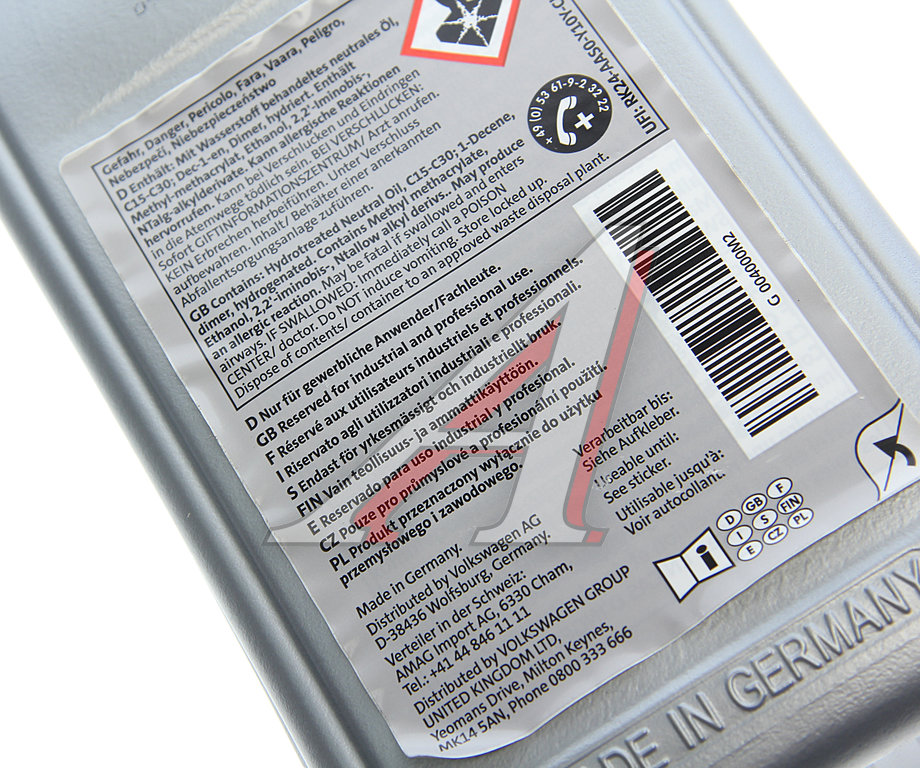 Gefahr, Danger, Pericolo, Fara, Vaara, Peligro,
Nebezpečí, Niebezpieczeństwo
D Enthält: Mit Wasserstoff behandeltes neutrales Öl,
C15-C30; Dec-1-en, Dimer, hydriert. Enthält
Methyl-methacrylat, Ethanol, 2,2'-iminobis-,
NTalg-alkylderivate. Kann allergische Reaktionen
hervorrufen. Kann bei Verschlucken und Eindringen
in die Atemwege tödlich sein. BEI VERSCHLUCKEN:
Sofort GIFTINFORMATIONSZENTRUM/ Arzt anrufen.
KEIN Erbrechen herbeiführen. Unter Verschluss
aufbewahren. Inhalt/ Behälter einer anerkannten
Abfallentsorgungsanlage zuführen.
GB Contains: Hydrotreated Neutral Oil, C15-C30; 1-Decene,
dimer, hydrogenated. Contains Methyl methacrylate,
Ethanol, 2,2'-iminobis-, Ntallow alkyl derivs.. May produce
an allergic reaction. May be fatal if swallowed and enters
airways. IF SWALLOWED: Immediately call a POISON
CENTER/ doctor. Do NOT induce vomiting. Store locked up.
Dispose of contents/ container to an approved waste disposal plant.
+49 (0) 53 61-9-2 32 22
UFI: RK24-AAS0-Y10Y-
D Nur für gewerbliche Anwender/Fachleute.
GB Reserved for industrial and professional use.
F Réservé aux utilisateurs industriels et professionnels.
I Riservato agli utilizzatori industriali e professionali.
S Endast för yrkesmässigt och industriellt bruk.
FIN Vain teollisuus- ja ammattikäyttöön.
E Reservado para uso industrial y profesional.
CZ Pouze pro průmyslové a profesionální použití.
PL Produkt przeznaczony wyłącznie do użytku
przemysłowego i zawodowego.
G 004000M2
Verarbeitbar bis:
Siehe Aufkleber.
Useable until:
See sticker.
Utilisable jusqu'à:
Voir autocollant.
D GB F
I S FIN
E CZ PL
Made in Germany.
Distributed by Volkswagen AG
D-38436 Wolfsburg, Germany.
Verteiler in der Schweiz:
AMAG Import AG, 6330 Cham,
Tel.: +41 44 846 11 11
Distributed by VOLKSWAGEN GROUP
UNITED KINGDOM LTD.
Yeomans Drive, Milton Keynes,
MK14 5AN, Phone 0800 333 666
MADE IN GERMANY